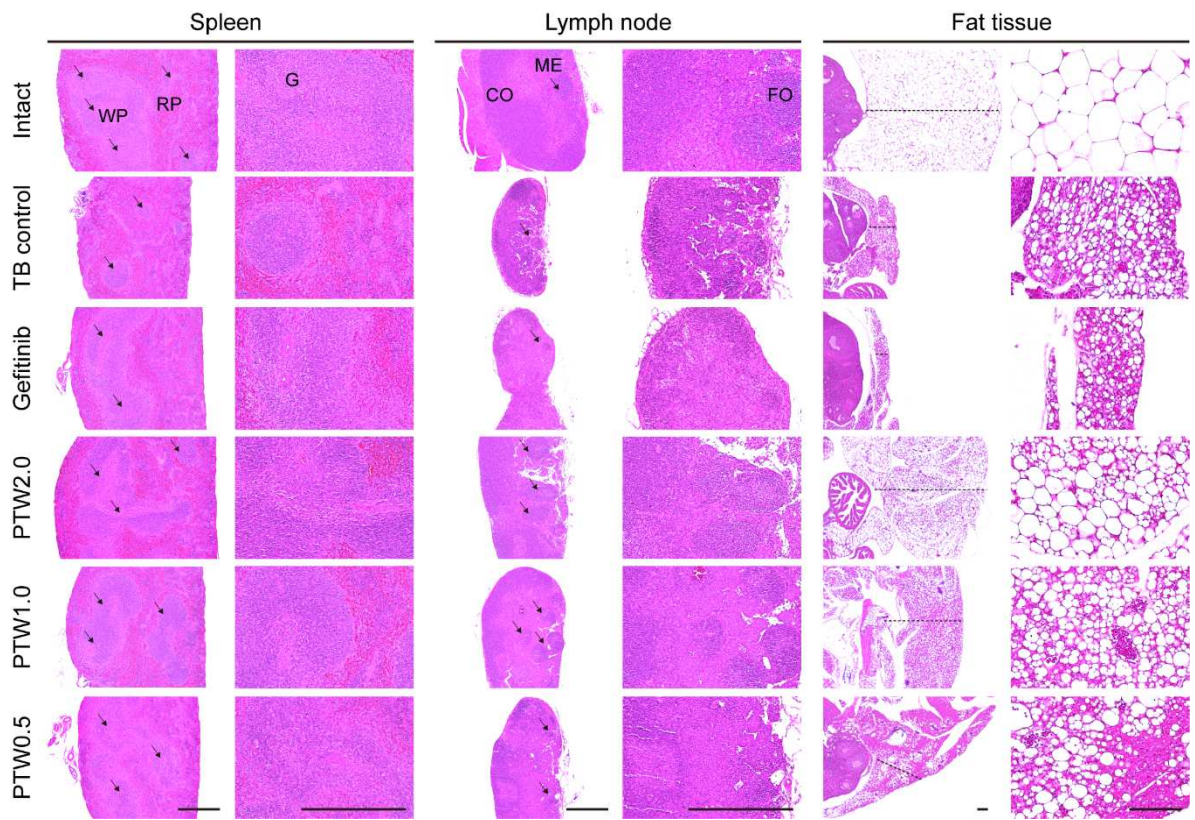 Spleen Lymph node Fat tissue
Intact
WP RP G CO ME FO
TB control
Gefitinib
PTW2.0
PTW1.0
PTW0.5